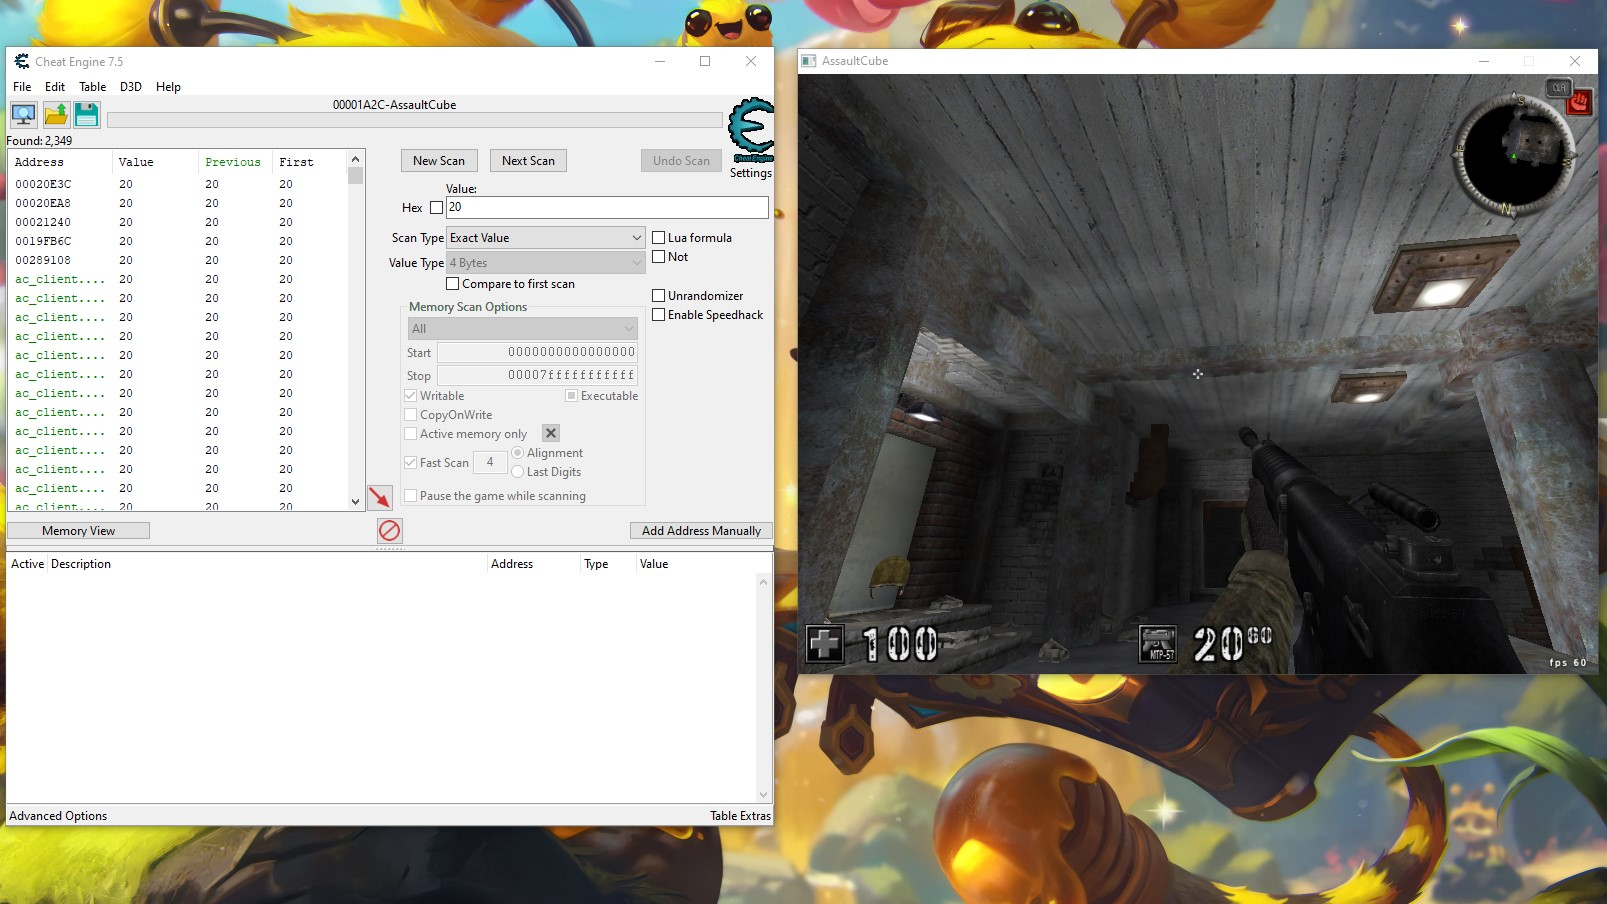 Cheat Engine 7.5
File Edit Table D3D Help
00001A2C-AssaultCube
Found: 2,349
Address Value Previous First
00020E3C 20 20 20
00020EA8 20 20 20
00021240 20 20 20
0019FB6C 20 20 20
00289108 20 20 20
ac_client.... 20 20 20
ac_client.... 20 20 20
ac_client.... 20 20 20
ac_client.... 20 20 20
ac_client.... 20 20 20
ac_client.... 20 20 20
ac_client.... 20 20 20
ac_client.... 20 20 20
ac_client.... 20 20 20
ac_client.... 20 20 20
ac_client.... 20 20 20
ac_client.... 20 20 20
ac_client.... 20 20 20
New Scan Next Scan Undo Scan
Cheat Engine
Settings
Value:
Hex 20
Scan Type Exact Value
Lua formula
Value Type 4 Bytes
Not
Compare to first scan
Unrandomizer
Enable Speedhack
Memory Scan Options
All
Start 0000000000000000
Stop 00007fffffffffff
Writable Executable
CopyOnWrite
Active memory only
Fast Scan 4 Alignment
Last Digits
Pause the game while scanning
Memory View Add Address Manually
Active Description Address Type Value
Advanced Options Table Extras
AssaultCube
CLA
S
E
N
100
MTP-57
20 60
fps 60